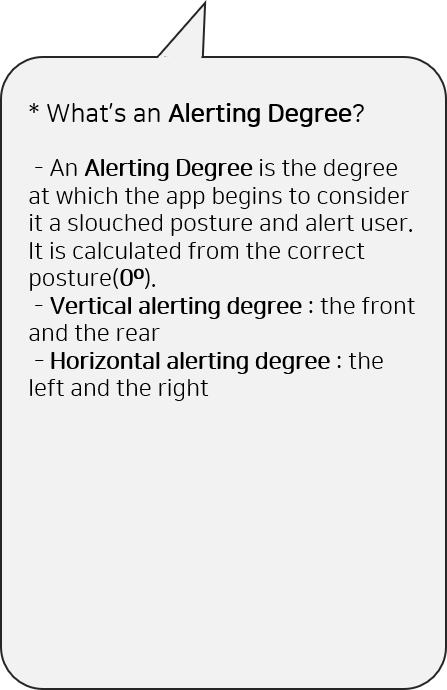 * What's an Alerting Degree?
- An Alerting Degree is the degree
at which the app begins to consider
it a slouched posture and alert user.
It is calculated from the correct
posture(0º).
- Vertical alerting degree : the front
and the rear
- Horizontal alerting degree : the
left and the right